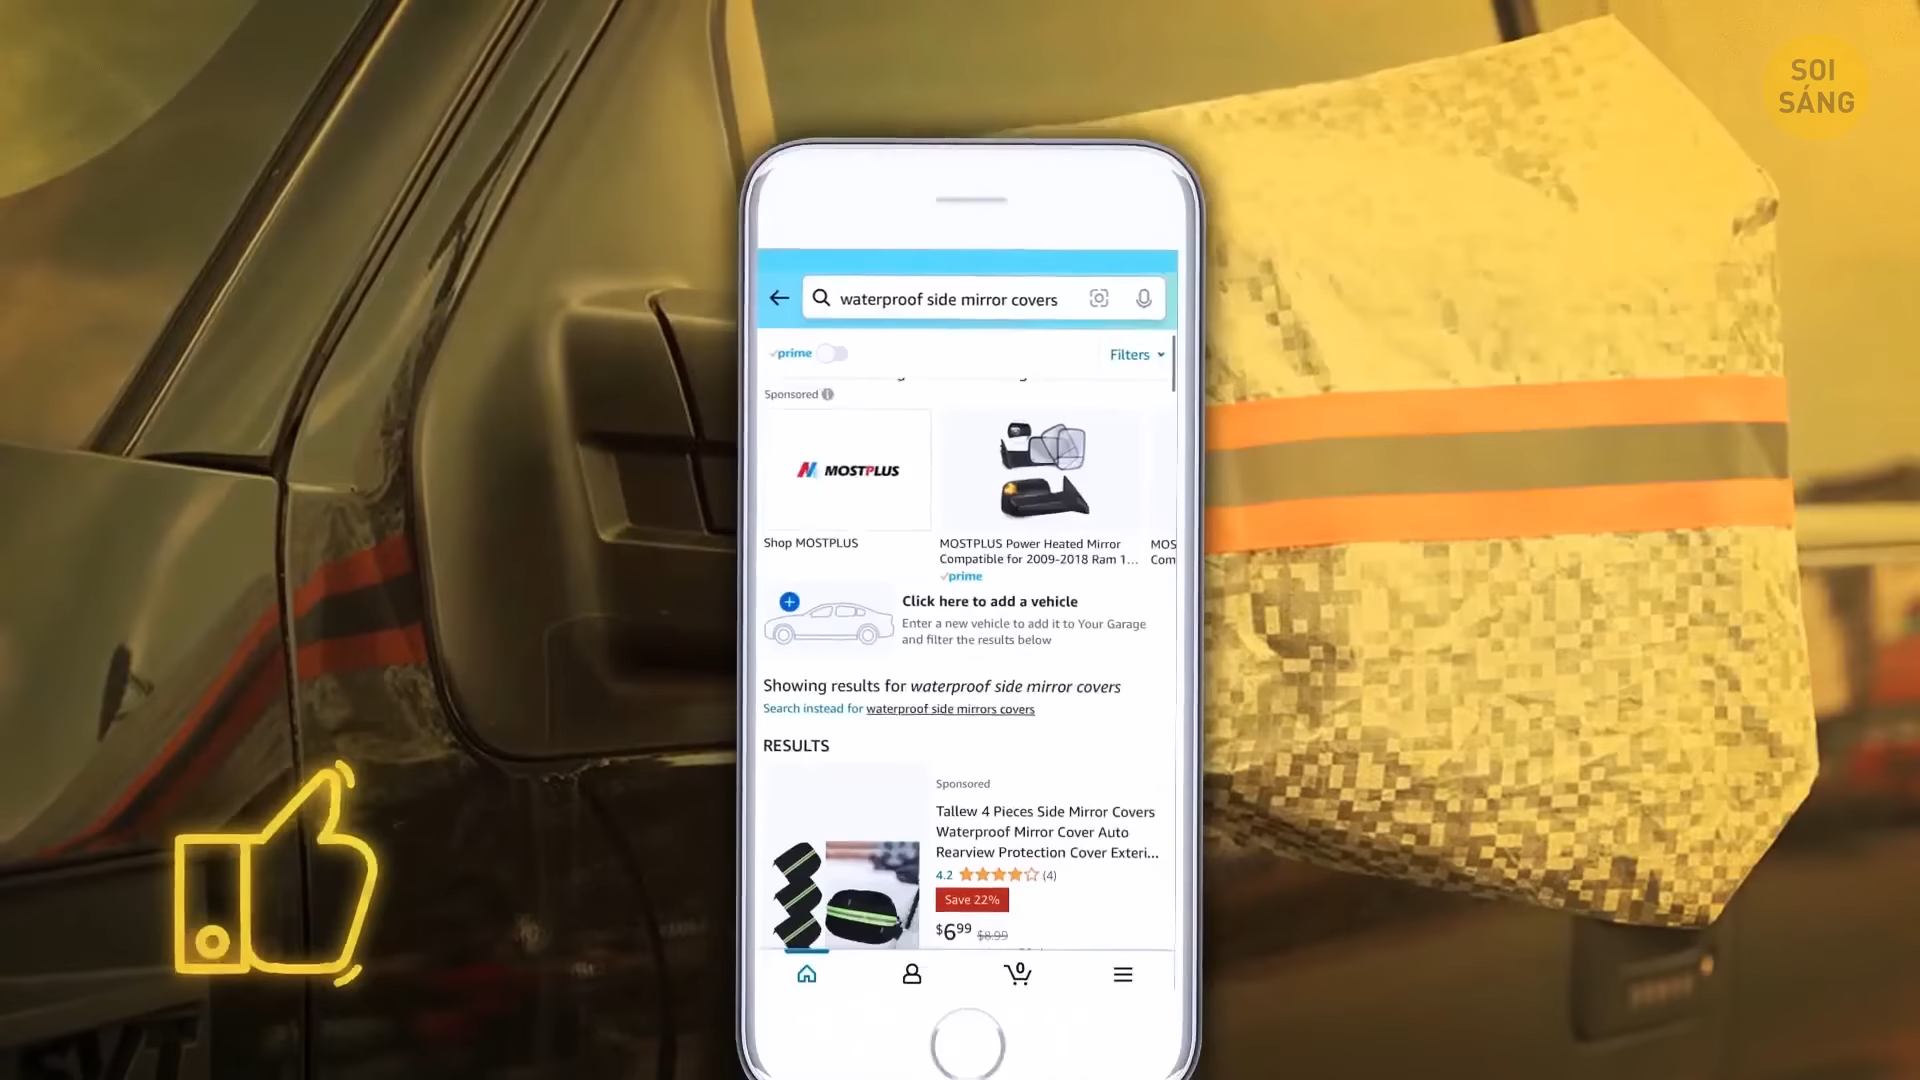 SOI
SÁNG
waterproof side mirror covers
prime
Filters
Sponsored
MOSTPLUS
Shop MOSTPLUS
MOSTPLUS Power Heated Mirror
Compatible for 2009-2018 Ram 1...
prime
MOS
Com
Click here to add a vehicle
Enter a new vehicle to add it to Your Garage
and filter the results below
Showing results for waterproof side mirror covers
Search instead for waterproof side mirrors covers
RESULTS
Sponsored
Tallew 4 Pieces Side Mirror Covers
Waterproof Mirror Cover Auto
Rearview Protection Cover Exteri...
4.2 (4)
Save 22%
$6.99 $8.99
0